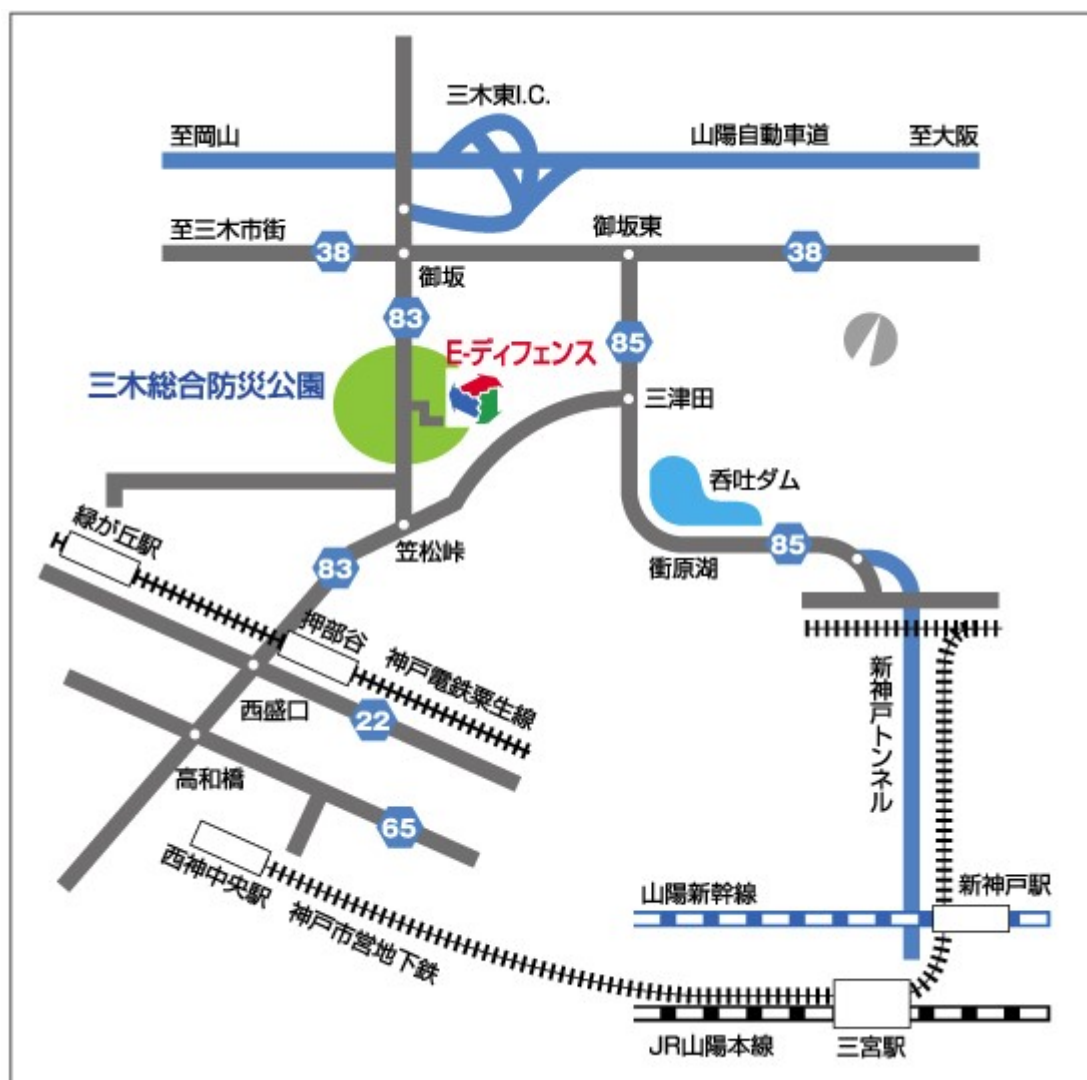 三木東I.C.
至岡山
山陽自動車道
至大阪
至三木市街
御坂東
38
38
御坂
83
85
E-ディフェンス
三木総合防災公園
三津田
呑吐ダム
緑が丘駅
笠松峠
85
衝原湖
83
押部谷
神戸電鉄粟生線
新神戸トンネル
西盛口
22
高和橋
65
西神中央駅
神戸市営地下鉄
山陽新幹線
新神戸駅
JR山陽本線
三宮駅